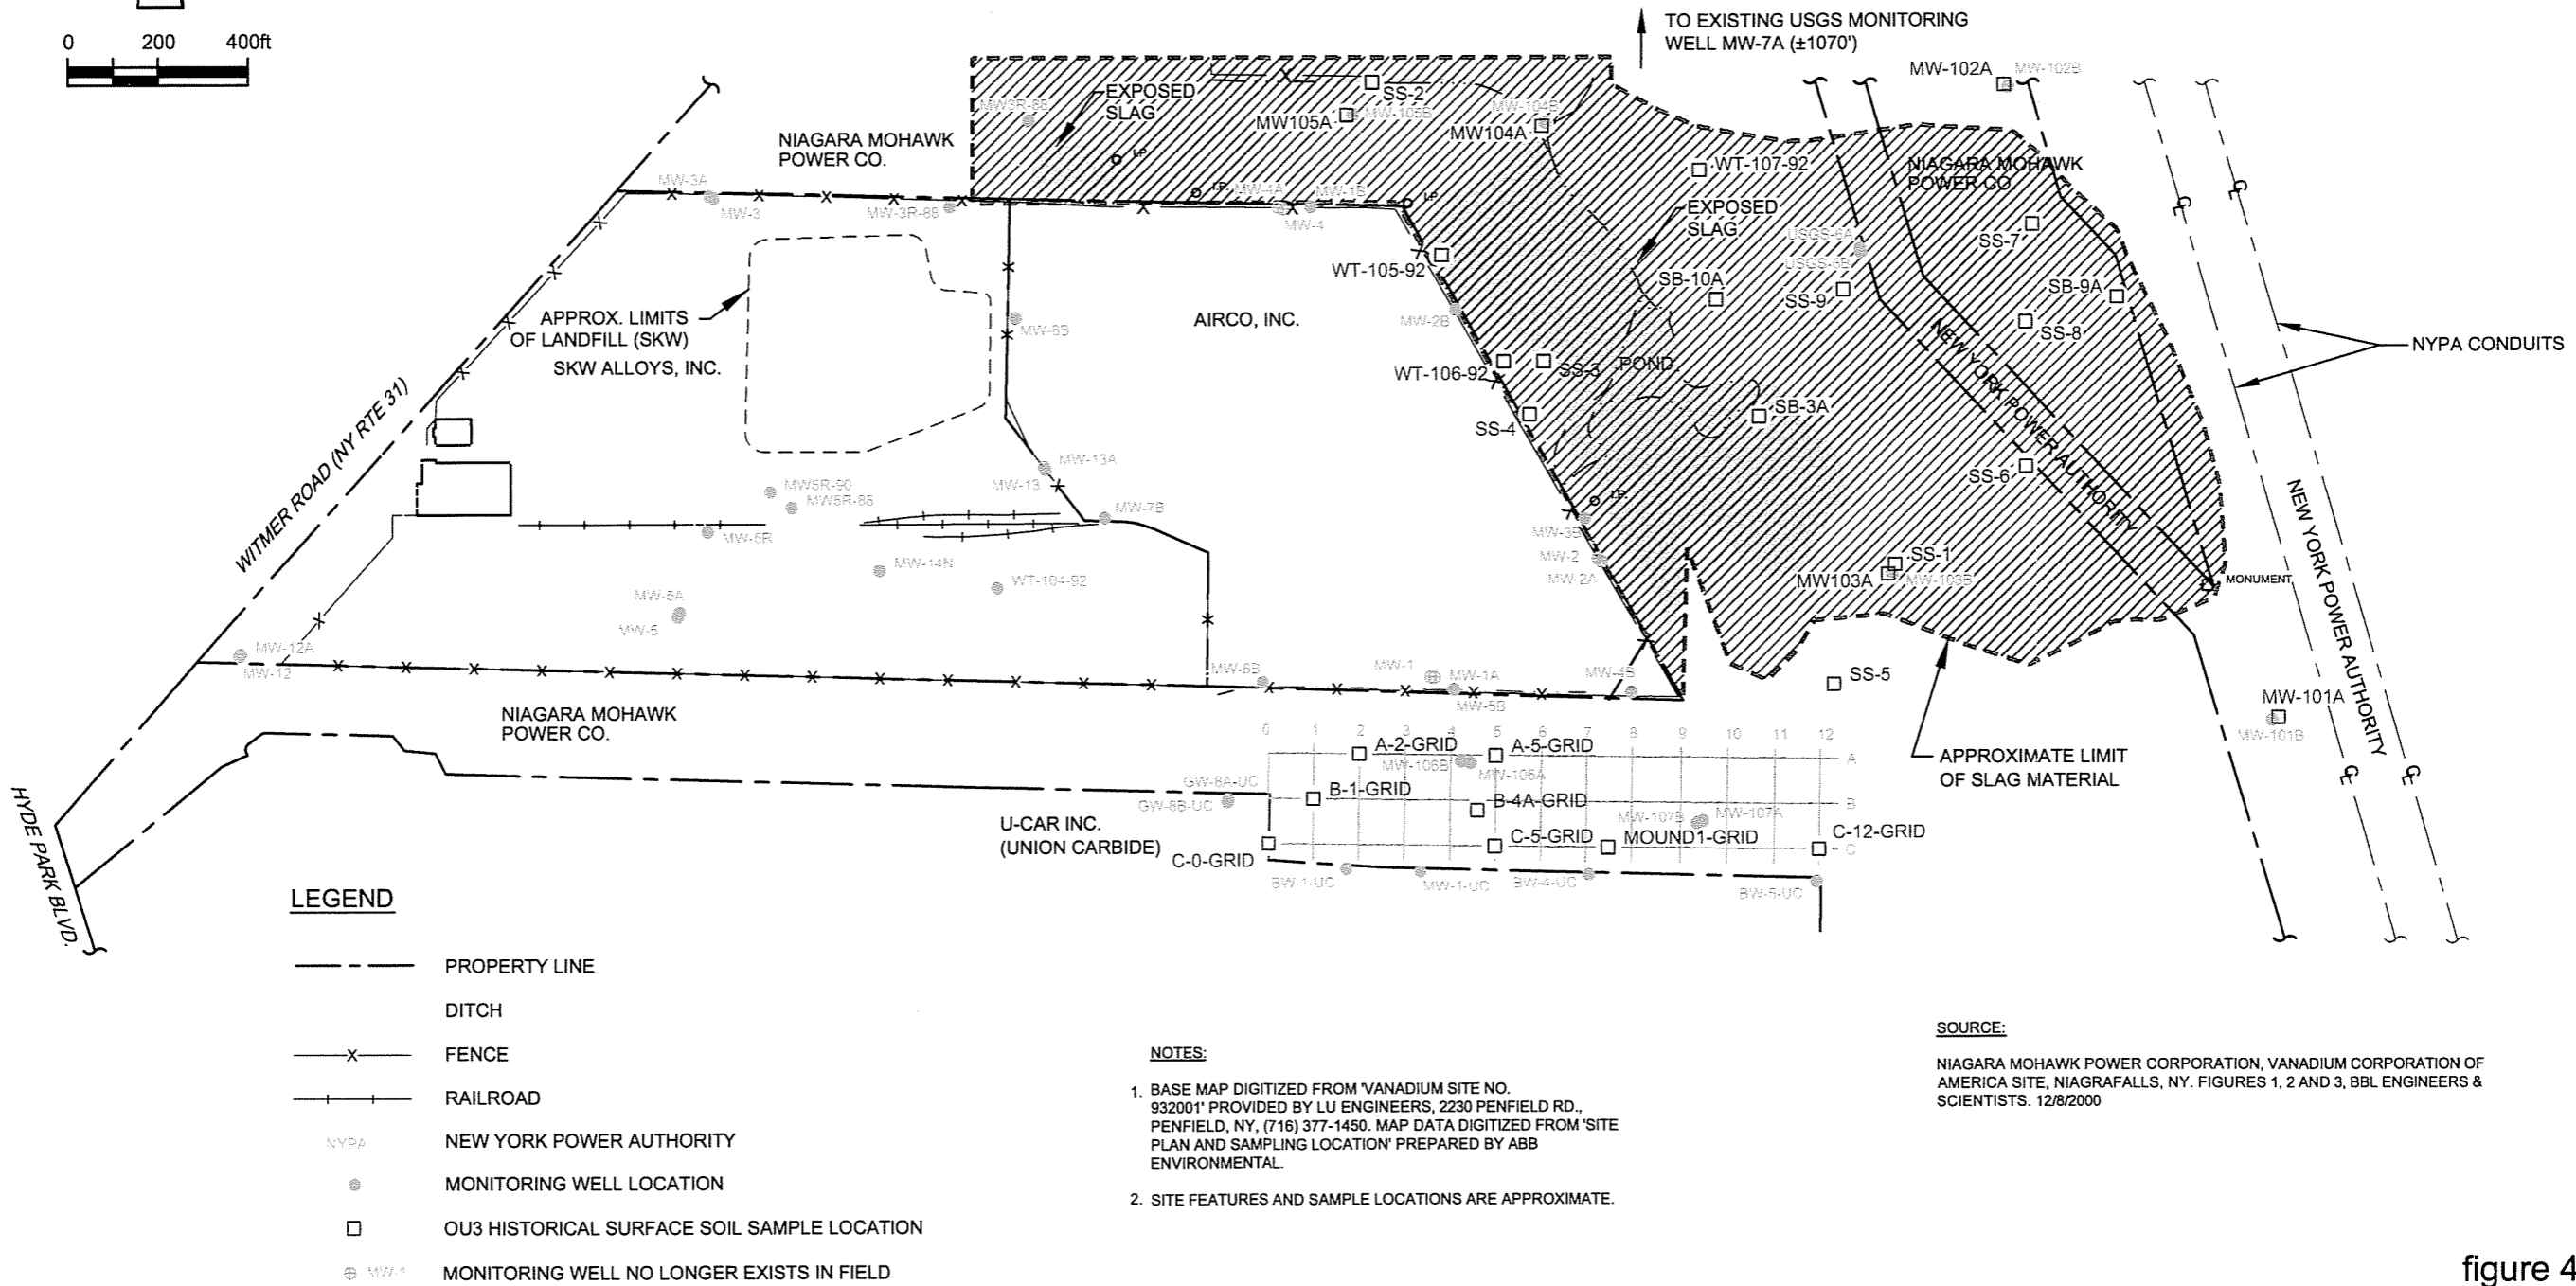 0 200 400ft
TO EXISTING USGS MONITORING
WELL MW-7A (±1070')
MW-102A
MW-102B
EXPOSED
SLAG
SS-2
MW3R-88
MW105A
MW-105B
MW-104B
MW104A
NIAGARA MOHAWK
POWER CO.
L.P.
WT-107-92
NIAGARA MOHAWK
POWER CO.
MW-3A
MW-3
MW-3R-88
L.P.
MW-4A
MW-1B
MW-4
L.P.
EXPOSED
SLAG
USGS-6A
USGS-6B
SS-7
WT-105-92
SB-10A
SS-9
SB-9A
APPROX. LIMITS
OF LANDFILL (SKW)
SKW ALLOYS, INC.
MW-8B
AIRCO, INC.
MW-2B
SS-8
NYPA CONDUITS
WT-106-92
SS-3
POND
NEW YORK POWER AUTHORITY
SS-4
SB-3A
WITMER ROAD (NY RTE 31)
MW-13A
MW-13
MW5R-90
MW5R-88
MW-7B
L.P.
SS-6
NEW YORK POWER AUTHORITY
MW-6R
MW-3B
MW-2
MW-2A
MW-14N
WT-104-92
SS-1
MW103A
MW-103B
MONUMENT
MW-5A
MW-5
MW-12A
MW-12
MW-6B
MW-1
MW-1A
MW-5B
MW-4B
SS-5
MW-101A
MW-101B
NIAGARA MOHAWK
POWER CO.
0 1 2 3 4 5 6 7 8 9 10 11 12
A-2-GRID
A-5-GRID
A
MW-106B
MW-106A
APPROXIMATE LIMIT
OF SLAG MATERIAL
GW-8A-UC
GW-8B-UC
B-1-GRID
B-4A-GRID
B
MW-107B
MW-107A
U-CAR INC.
(UNION CARBIDE)
C-0-GRID
C-5-GRID
MOUND1-GRID
C-12-GRID
C
BW-1-UC
MW-1-UC
BW-4-UC
BW-5-UC
HYDE PARK BLVD.
LEGEND
PROPERTY LINE
DITCH
FENCE
RAILROAD
NYPA NEW YORK POWER AUTHORITY
MONITORING WELL LOCATION
OU3 HISTORICAL SURFACE SOIL SAMPLE LOCATION
MW-1 MONITORING WELL NO LONGER EXISTS IN FIELD
NOTES:
1. BASE MAP DIGITIZED FROM 'VANADIUM SITE NO.
932001' PROVIDED BY LU ENGINEERS, 2230 PENFIELD RD.,
PENFIELD, NY, (716) 377-1450. MAP DATA DIGITIZED FROM 'SITE
PLAN AND SAMPLING LOCATION' PREPARED BY ABB
ENVIRONMENTAL.
2. SITE FEATURES AND SAMPLE LOCATIONS ARE APPROXIMATE.
SOURCE:
NIAGARA MOHAWK POWER CORPORATION, VANADIUM CORPORATION OF
AMERICA SITE, NIAGRAFALLS, NY. FIGURES 1, 2 AND 3, BBL ENGINEERS &
SCIENTISTS. 12/8/2000
figure 4